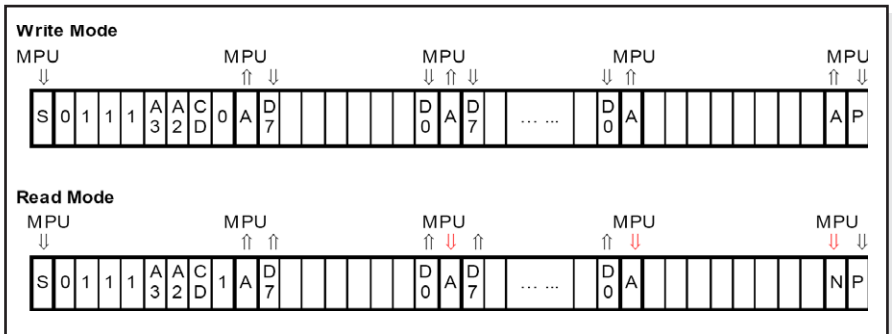 Write Mode
MPU MPU MPU MPU MPU
⇓ ⇑ ⇓ ⇓ ⇑ ⇓ ⇓ ⇑ ⇑ ⇓
S 0 1 1 1 A3 A2 CD 0 A D7 D0 A D7 ... ... D0 A A P
Read Mode
MPU MPU MPU MPU MPU
⇓ ⇑ ⇑ ⇑ ⇓ ⇑ ⇑ ⇓ ⇓ ⇓
S 0 1 1 1 A3 A2 CD 1 A D7 D0 A D7 ... ... D0 A N P